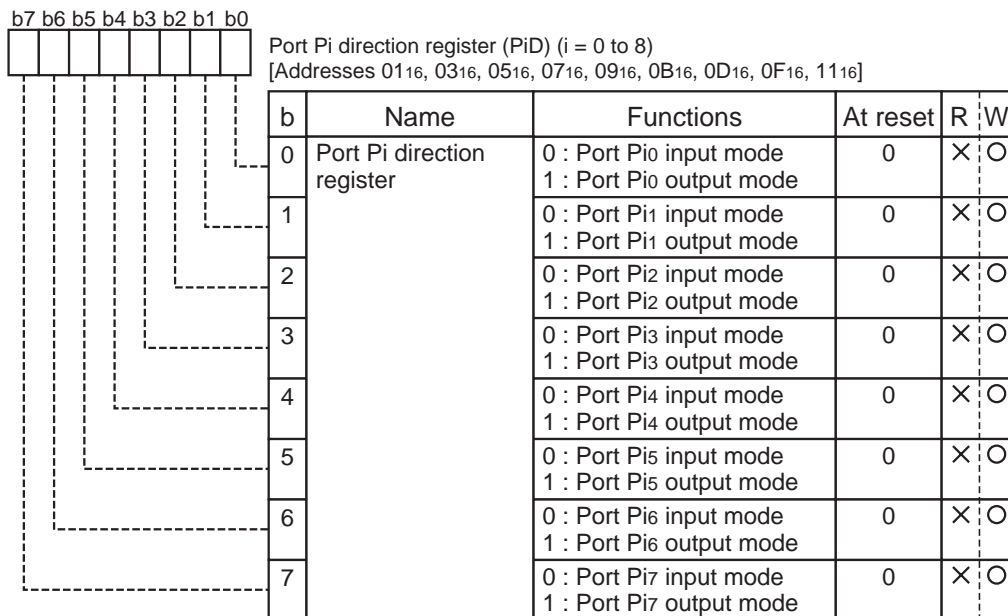 b7 b6 b5 b4 b3 b2 b1 b0
Port Pi direction register (PiD) (i = 0 to 8)
[Addresses 0116, 0316, 0516, 0716, 0916, 0B16, 0D16, 0F16, 1116]
b Name Functions At reset R W
0 Port Pi direction 0 : Port Pi0 input mode 0 × O
register 1 : Port Pi0 output mode
1 0 : Port Pi1 input mode 0 × O
1 : Port Pi1 output mode
2 0 : Port Pi2 input mode 0 × O
1 : Port Pi2 output mode
3 0 : Port Pi3 input mode 0 × O
1 : Port Pi3 output mode
4 0 : Port Pi4 input mode 0 × O
1 : Port Pi4 output mode
5 0 : Port Pi5 input mode 0 × O
1 : Port Pi5 output mode
6 0 : Port Pi6 input mode 0 × O
1 : Port Pi6 output mode
7 0 : Port Pi7 input mode 0 × O
1 : Port Pi7 output mode